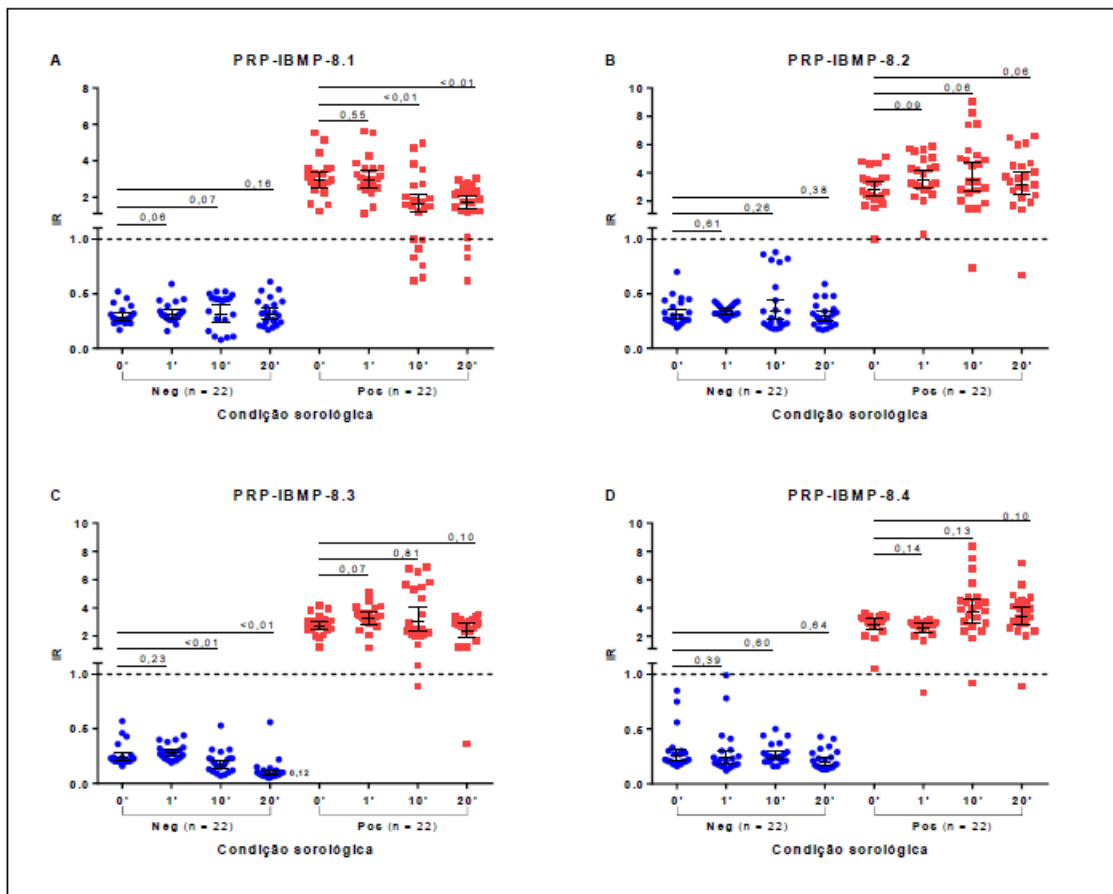 A PRP-IBMP-8.1
8
6
4
2
1.0
0.5
0.0
IR
0,06
0,07
0,16
0,55
<0,01
<0,01
0' 1' 10' 20' 0' 1' 10' 20'
Neg (n = 22) Pos (n = 22)
Condição sorológica
B PRP-IBMP-8.2
10
8
6
4
2
1.0
0.5
0.0
IR
0,61
0,26
0,38
0,09
0,06
0,06
0' 1' 10' 20' 0' 1' 10' 20'
Neg (n = 22) Pos (n = 22)
Condição sorológica
C PRP-IBMP-8.3
10
8
6
4
2
1.0
0.5
0.0
IR
0,23
<0,01
<0,01
0,07
0,81
0,10
0,12
0' 1' 10' 20' 0' 1' 10' 20'
Neg (n = 22) Pos (n = 22)
Condição sorológica
D PRP-IBMP-8.4
10
8
6
4
2
1.0
0.5
0.0
IR
0,39
0,60
0,64
0,14
0,13
0,10
0' 1' 10' 20' 0' 1' 10' 20'
Neg (n = 22) Pos (n = 22)
Condição sorológica